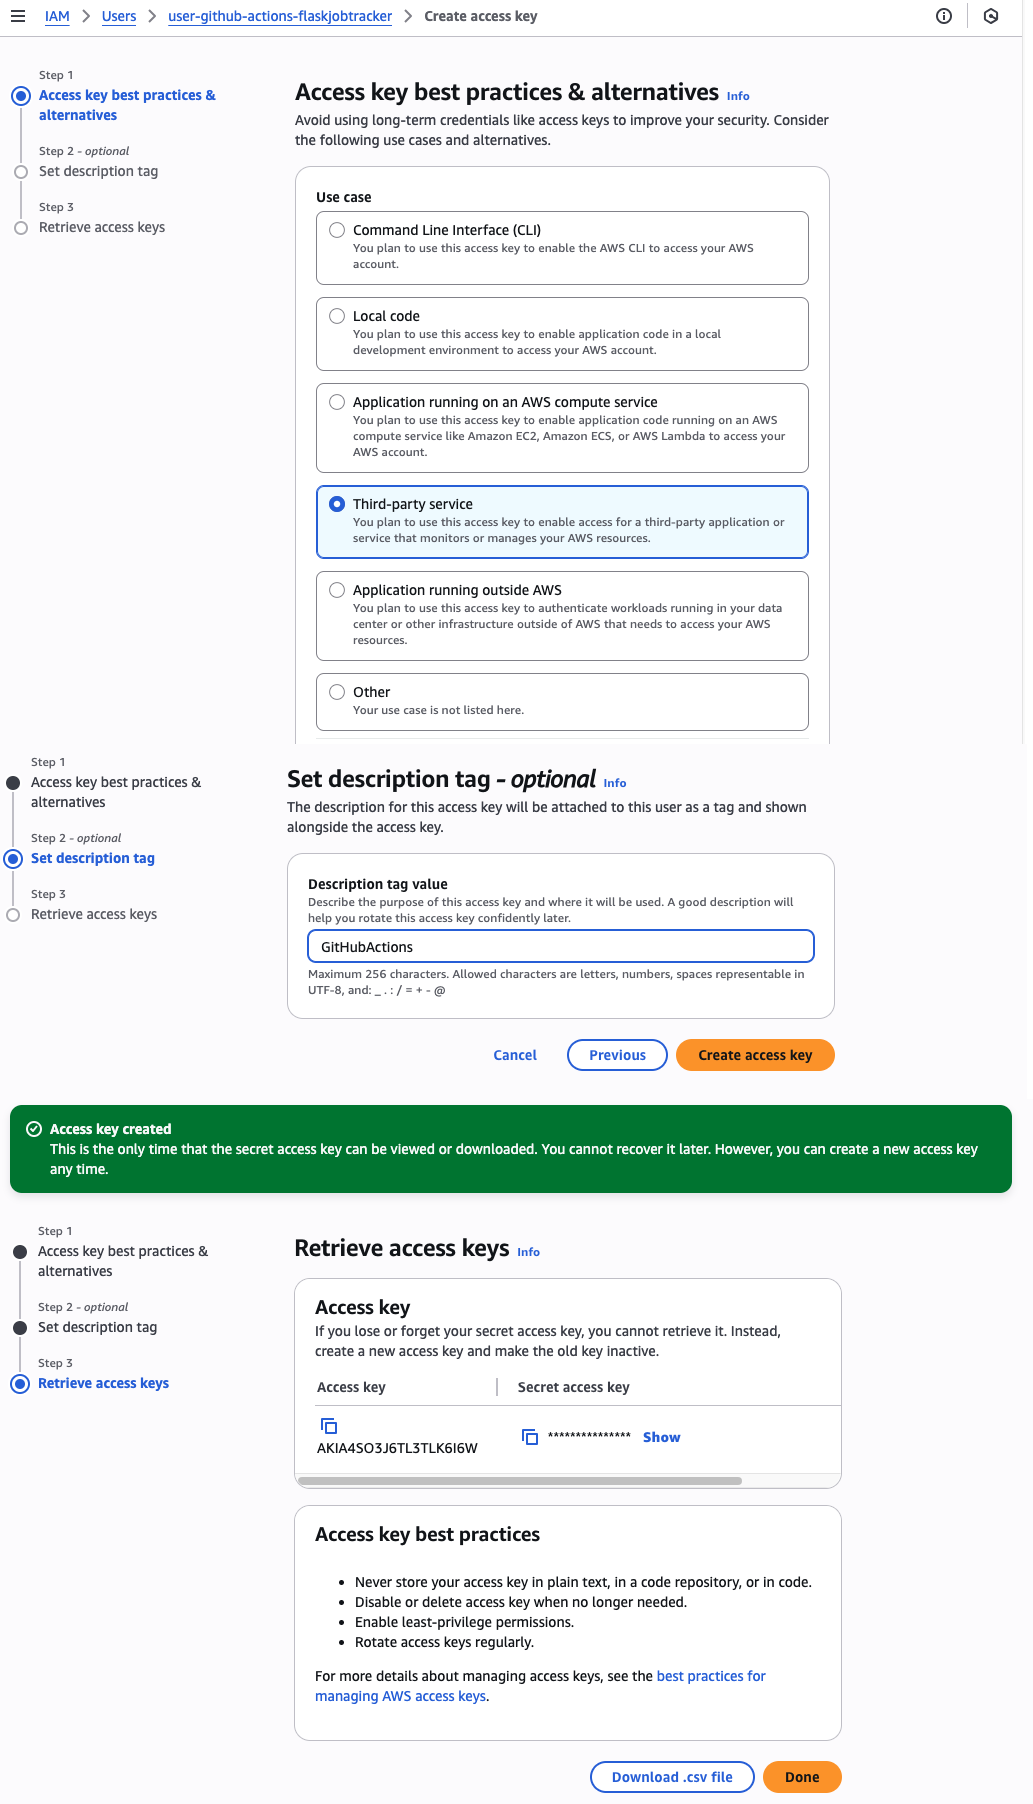 IAM > Users > user-github-actions-flaskjobtracker > Create access key
Step 1
Access key best practices &
alternatives
Step 2 - optional
Set description tag
Step 3
Retrieve access keys
Access key best practices & alternatives Info
Avoid using long-term credentials like access keys to improve your security. Consider
the following use cases and alternatives.
Use case
Command Line Interface (CLI)
You plan to use this access key to enable the AWS CLI to access your AWS
account.
Local code
You plan to use this access key to enable application code in a local
development environment to access your AWS account.
Application running on an AWS compute service
You plan to use this access key to enable application code running on an AWS
compute service like Amazon EC2, Amazon ECS, or AWS Lambda to access your
AWS account.
Third-party service
You plan to use this access key to enable access for a third-party application or
service that monitors or manages your AWS resources.
Application running outside AWS
You plan to use this access key to authenticate workloads running in your data
center or other infrastructure outside of AWS that needs to access your AWS
resources.
Other
Your use case is not listed here.
Step 1
Access key best practices &
alternatives
Step 2 - optional
Set description tag
Step 3
Retrieve access keys
Set description tag - optional Info
The description for this access key will be attached to this user as a tag and shown
alongside the access key.
Description tag value
Describe the purpose of this access key and where it will be used. A good description will
help you rotate this access key confidently later.
GitHubActions
Maximum 256 characters. Allowed characters are letters, numbers, spaces representable in
UTF-8, and: _ . : / = + - @
Cancel Previous Create access key
Access key created
This is the only time that the secret access key can be viewed or downloaded. You cannot recover it later. However, you can create a new access key
any time.
Step 1
Access key best practices &
alternatives
Step 2 - optional
Set description tag
Step 3
Retrieve access keys
Retrieve access keys Info
Access key
If you lose or forget your secret access key, you cannot retrieve it. Instead,
create a new access key and make the old key inactive.
Access key | Secret access key
AKIA4SO3J6TL3TLK6I6W
*************** Show
Access key best practices
• Never store your access key in plain text, in a code repository, or in code.
• Disable or delete access key when no longer needed.
• Enable least-privilege permissions.
• Rotate access keys regularly.
For more details about managing access keys, see the best practices for
managing AWS access keys.
Download .csv file Done